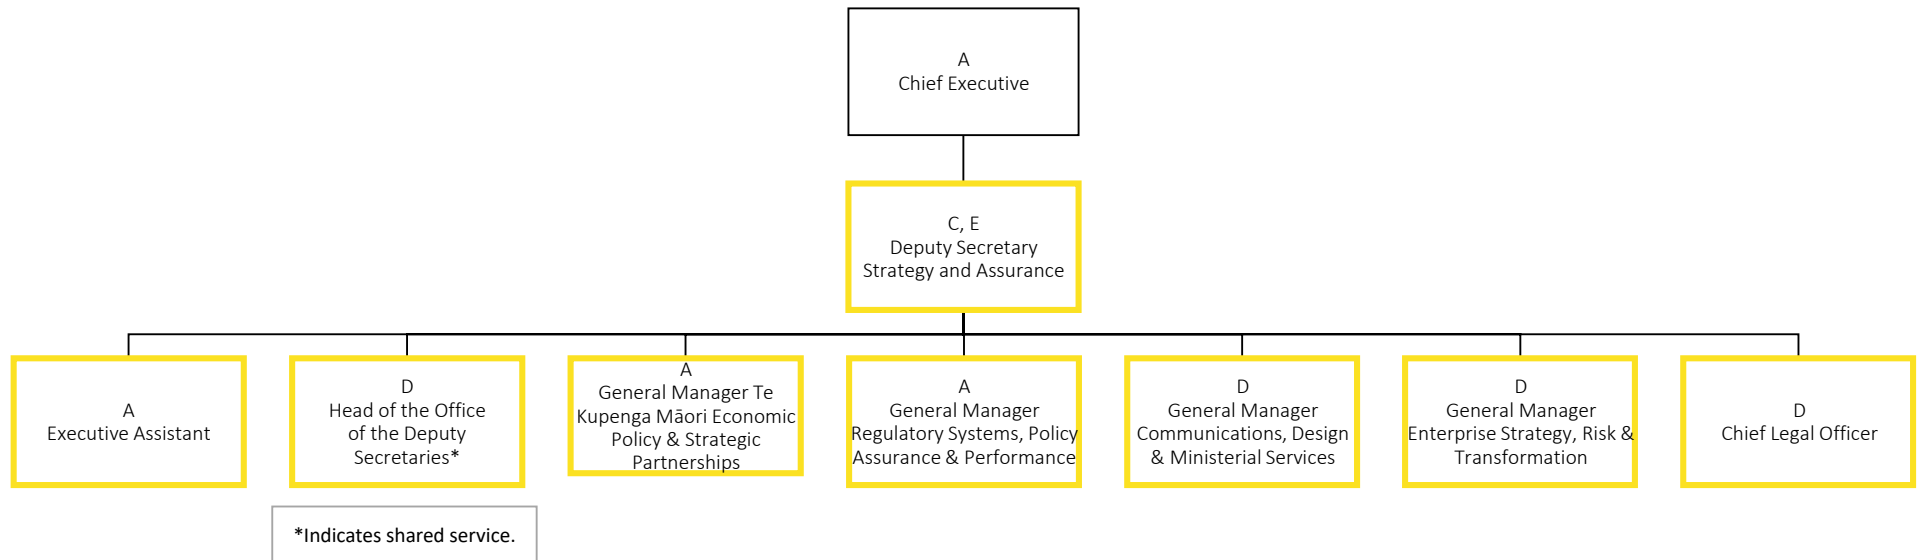 A
Chief Executive
C, E
Deputy Secretary
Strategy and Assurance
A
Executive Assistant
D
Head of the Office
of the Deputy
Secretaries*
A
General Manager Te
Kupenga Māori Economic
Policy & Strategic
Partnerships
A
General Manager
Regulatory Systems, Policy
Assurance & Performance
D
General Manager
Communications, Design
& Ministerial Services
D
General Manager
Enterprise Strategy, Risk &
Transformation
D
Chief Legal Officer
*Indicates shared service.